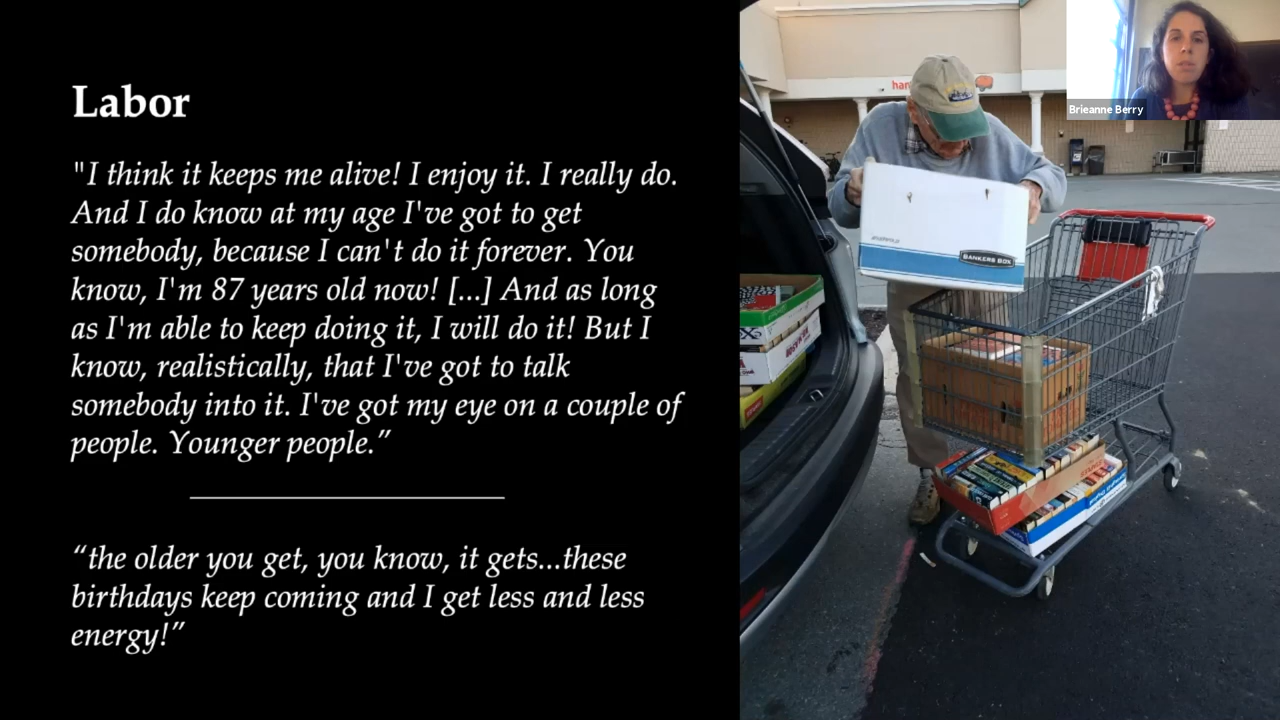 Labor
"I think it keeps me alive! I enjoy it. I really do.
And I do know at my age I've got to get
somebody, because I can't do it forever. You
know, I'm 87 years old now! [...] And as long
as I'm able to keep doing it, I will do it! But I
know, realistically, that I've got to talk
somebody into it. I've got my eye on a couple of
people. Younger people.”
“the older you get, you know, it gets...these
birthdays keep coming and I get less and less
energy!”
Brieanne Berry
BANKERS BOX